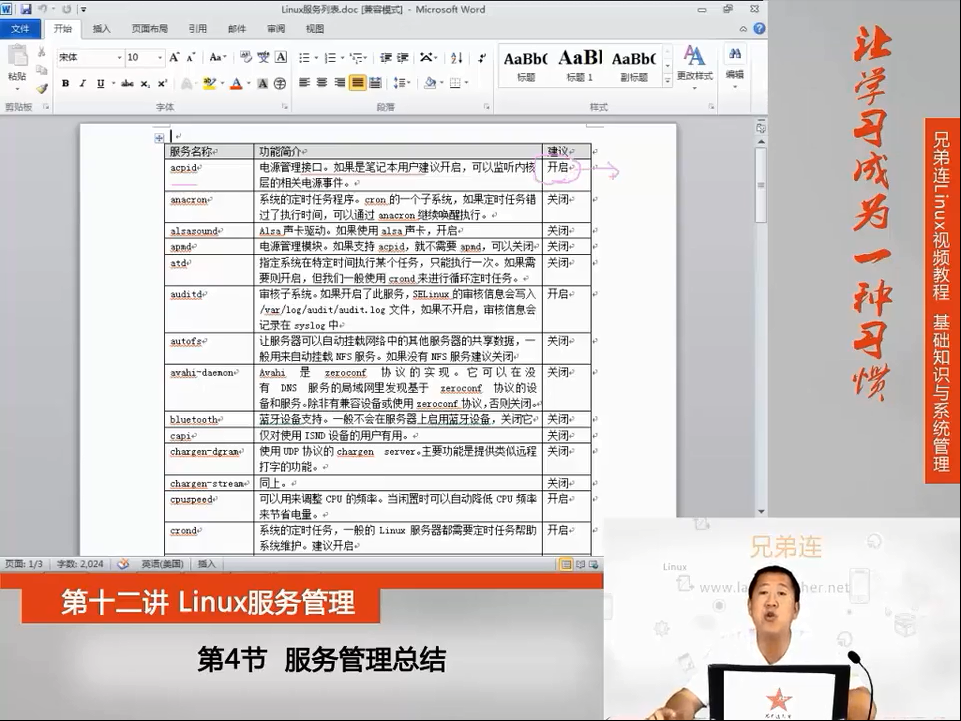 Linux服务列表.doc [兼容模式] - Microsoft Word
文件 开始 插入 页面布局 引用 邮件 审阅 视图
宋体 10
粘贴
AaBb( AaBl AaBb(
标题 标题 1 副标题
更改样式 编辑
剪贴板 字体 段落 样式
服务名称 功能简介 建议
acpid 电源管理接口。如果是笔记本用户建议开启，可以监听内核 开启
层的相关电源事件。
anacron 系统的定时任务程序。cron 的一个子系统，如果定时任务错 关闭
过了执行时间，可以通过 anacron 继续唤醒执行。
alsasound Alsa 声卡驱动。如果使用 alsa 声卡，开启 关闭
apmd 电源管理模块。如果支持 acpid，就不需要 apmd，可以关闭 关闭
atd 指定系统在特定时间执行某个任务，只能执行一次。如果需 关闭
要则开启，但我们一般使用 crond 来进行循环定时任务。
auditd 审核子系统。如果开启了此服务，SELinux 的审核信息会写入 开启
/var/log/audit/audit.log 文件，如果不开启，审核信息会
记录在 syslog 中
autofs 让服务器可以自动挂载网络中的其他服务器的共享数据，一 关闭
般用来自动挂载 NFS 服务。如果没有 NFS 服务建议关闭
avahi-daemon Avahi 是 zeroconf 协议的实现。它可以在没 关闭
有 DNS 服务的局域网里发现基于 zeroconf 协议的设
备和服务。除非有兼容设备或使用 zeroconf 协议，否则关闭。
bluetooth 蓝牙设备支持。一般不会在服务器上启用蓝牙设备，关闭它 关闭
capi 仅对使用 ISND 设备的用户有用。 关闭
chargen-dgram 使用 UDP 协议的 chargen server。主要功能是提供类似远程 关闭
打字的功能。
chargen-stream 同上。 关闭
cpuspeed 可以用来调整 CPU 的频率。当闲置时可以自动降低 CPU 频率 开启
来节省电量。
crond 系统的定时任务，一般的 Linux 服务器都需要定时任务帮助 开启
系统维护。建议开启
页面: 1/3 字数: 2,024 英语(美国) 插入
第十二讲 Linux服务管理
第4节 服务管理总结
让学习成为一种习惯
兄弟连Linux视频教程 基础知识与系统管理
兄弟连
Linux